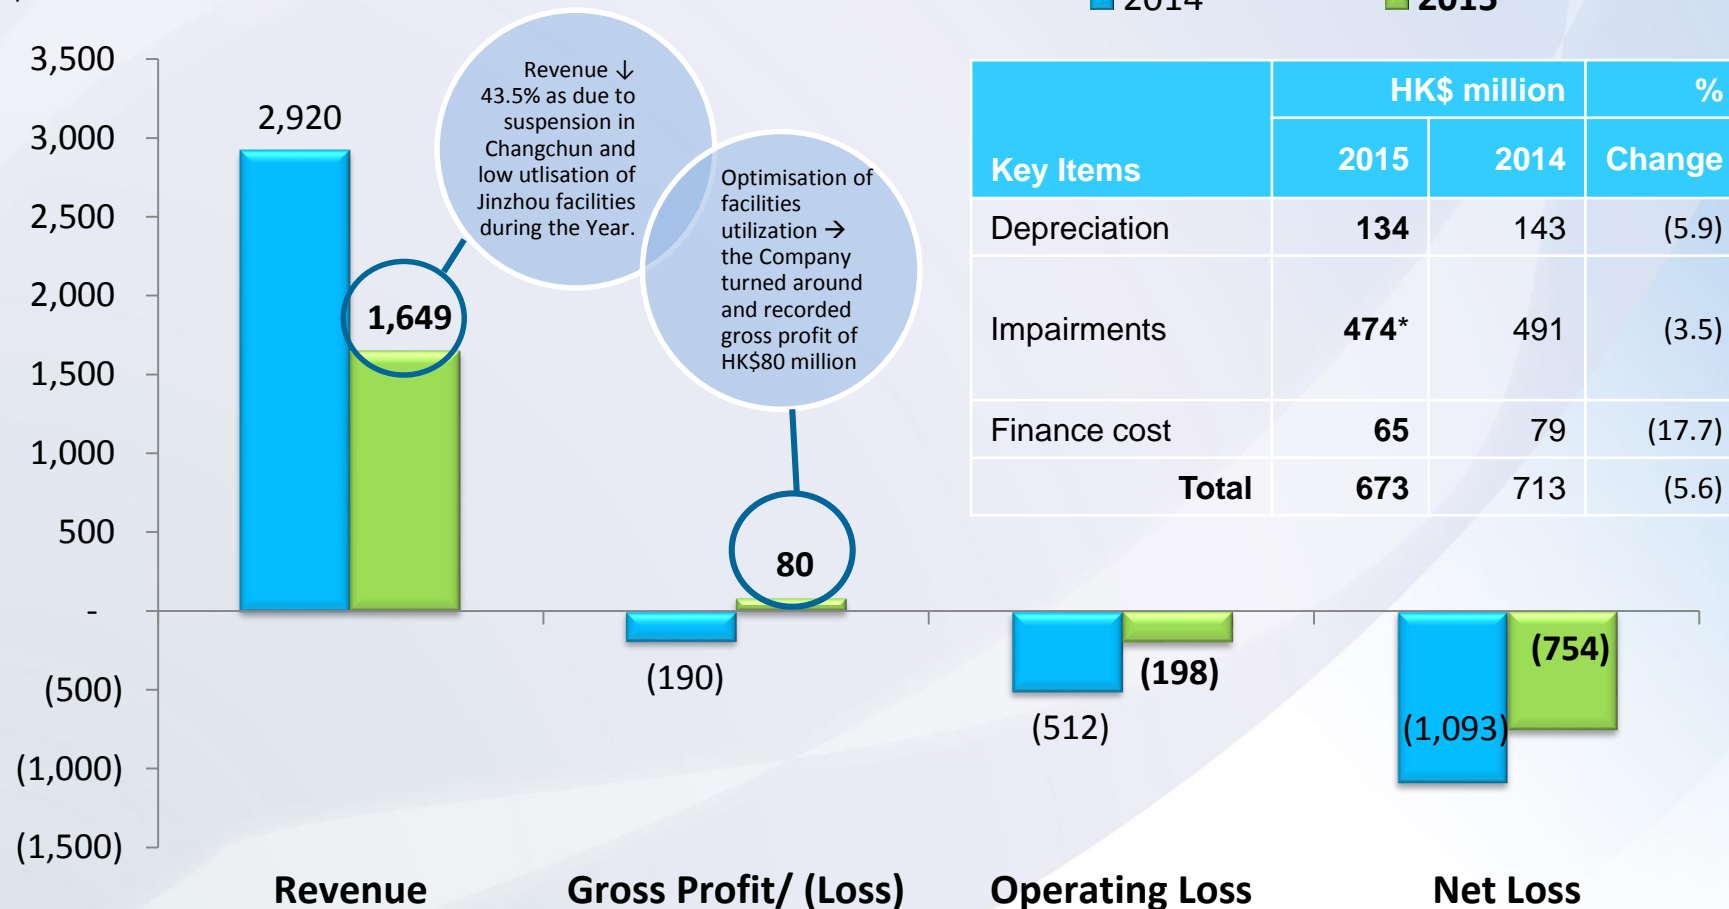 2014 2015
3,500
3,000
2,500
2,000
1,500
1,000
500
-
(500)
(1,000)
(1,500)
2,920
1,649
(190)
80
(512)
(198)
(1,093)
(754)
Revenue ↓
43.5% as due to
suspension in
Changchun and
low utlisation of
Jinzhou facilities
during the Year.
Optimisation of
facilities
utilization →
the Company
turned around
and recorded
gross profit of
HK$80 million
HK$ million %
Key Items 2015 2014 Change
Depreciation 134 143 (5.9)
Impairments 474* 491 (3.5)
Finance cost 65 79 (17.7)
Total 673 713 (5.6)
Revenue Gross Profit/ (Loss) Operating Loss Net Loss